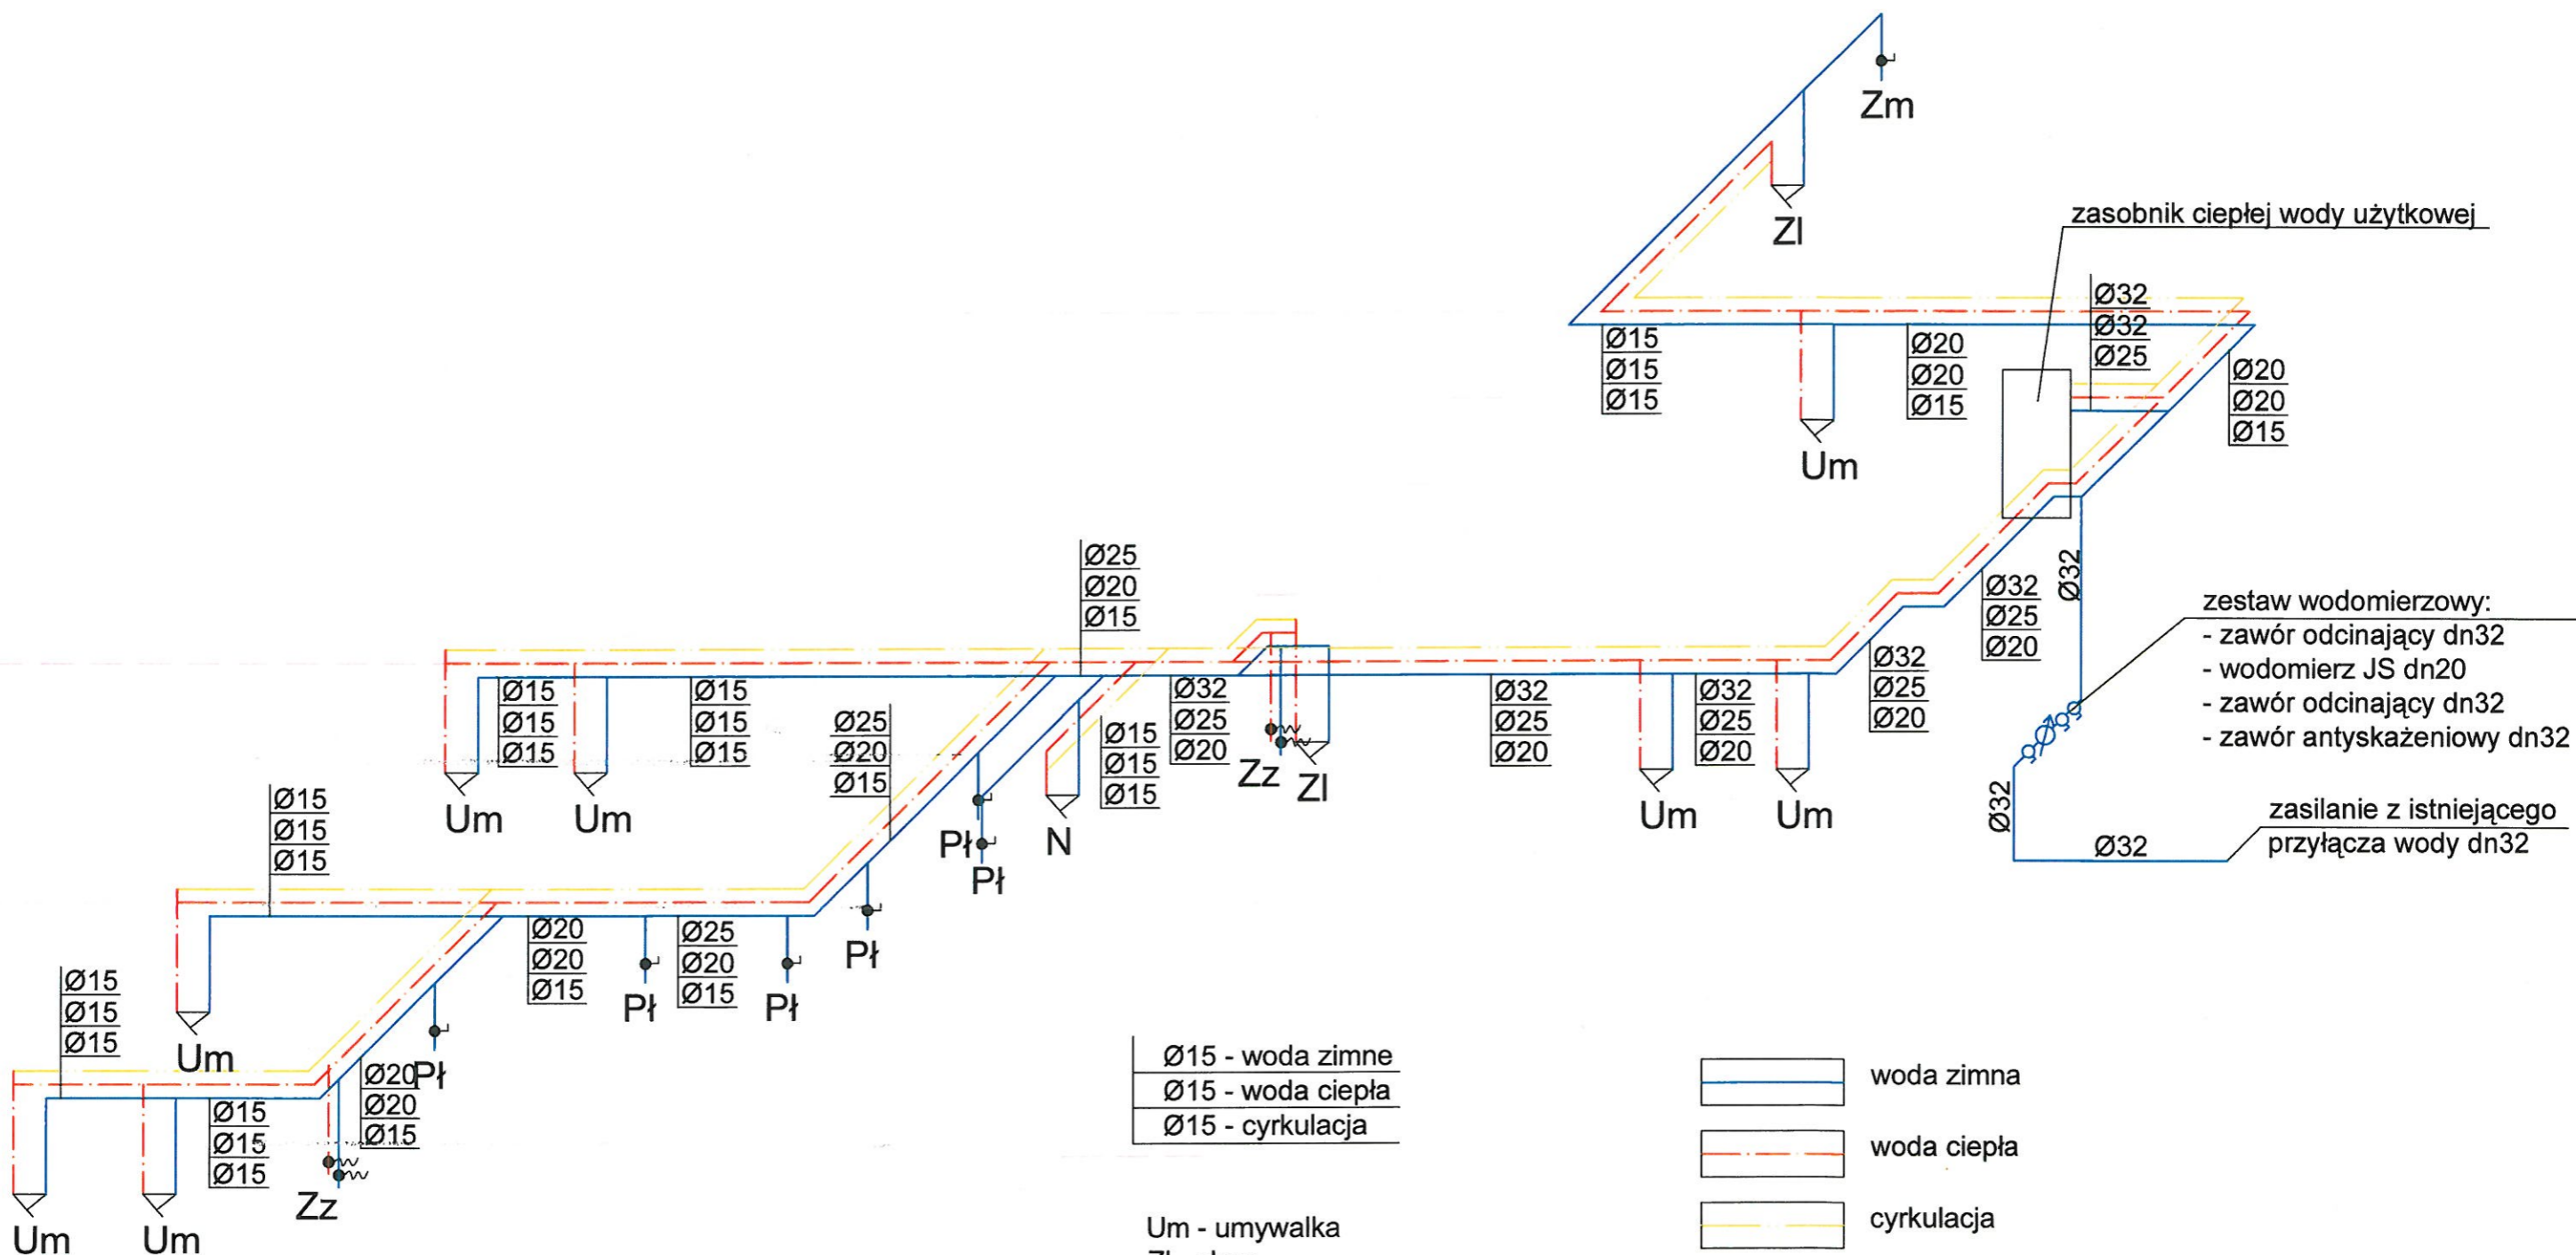 Zm
Zl
zasobnik ciepłej wody użytkowej
Ø32
Ø32
Ø25
Ø15
Ø15
Ø15
Ø20
Ø20
Ø15
Ø20
Ø20
Ø15
Um
Ø25
Ø20
Ø15
Ø32
Ø32
Ø25
Ø20
zestaw wodomierzowy:
- zawór odcinający dn32
- wodomierz JS dn20
- zawór odcinający dn32
- zawór antyskażeniowy dn32
Ø32
Ø25
Ø20
Ø15
Ø15
Ø15
Ø15
Ø15
Ø15
Ø25
Ø20
Ø15
Ø15
Ø15
Ø15
Ø32
Ø25
Ø20
Ø32
Ø25
Ø20
Ø32
Ø25
Ø20
Zz
Zl
Um
Um
Um
Um
Pł
Pł
N
Ø32
zasilanie z istniejącego
przyłącza wody dn32
Ø32
Ø15
Ø15
Ø15
Pł
Ø20
Ø20
Ø15
Ø25
Ø20
Ø15
Pł
Pł
Ø15
Ø15
Ø15
Um
Pł
Ø20
Ø20
Ø15
Ø15
Ø15
Ø15
Zz
Um
Um
Ø15 - woda zimne
Ø15 - woda ciepła
Ø15 - cyrkulacja
woda zimna
woda ciepła
cyrkulacja
Um - umywalka